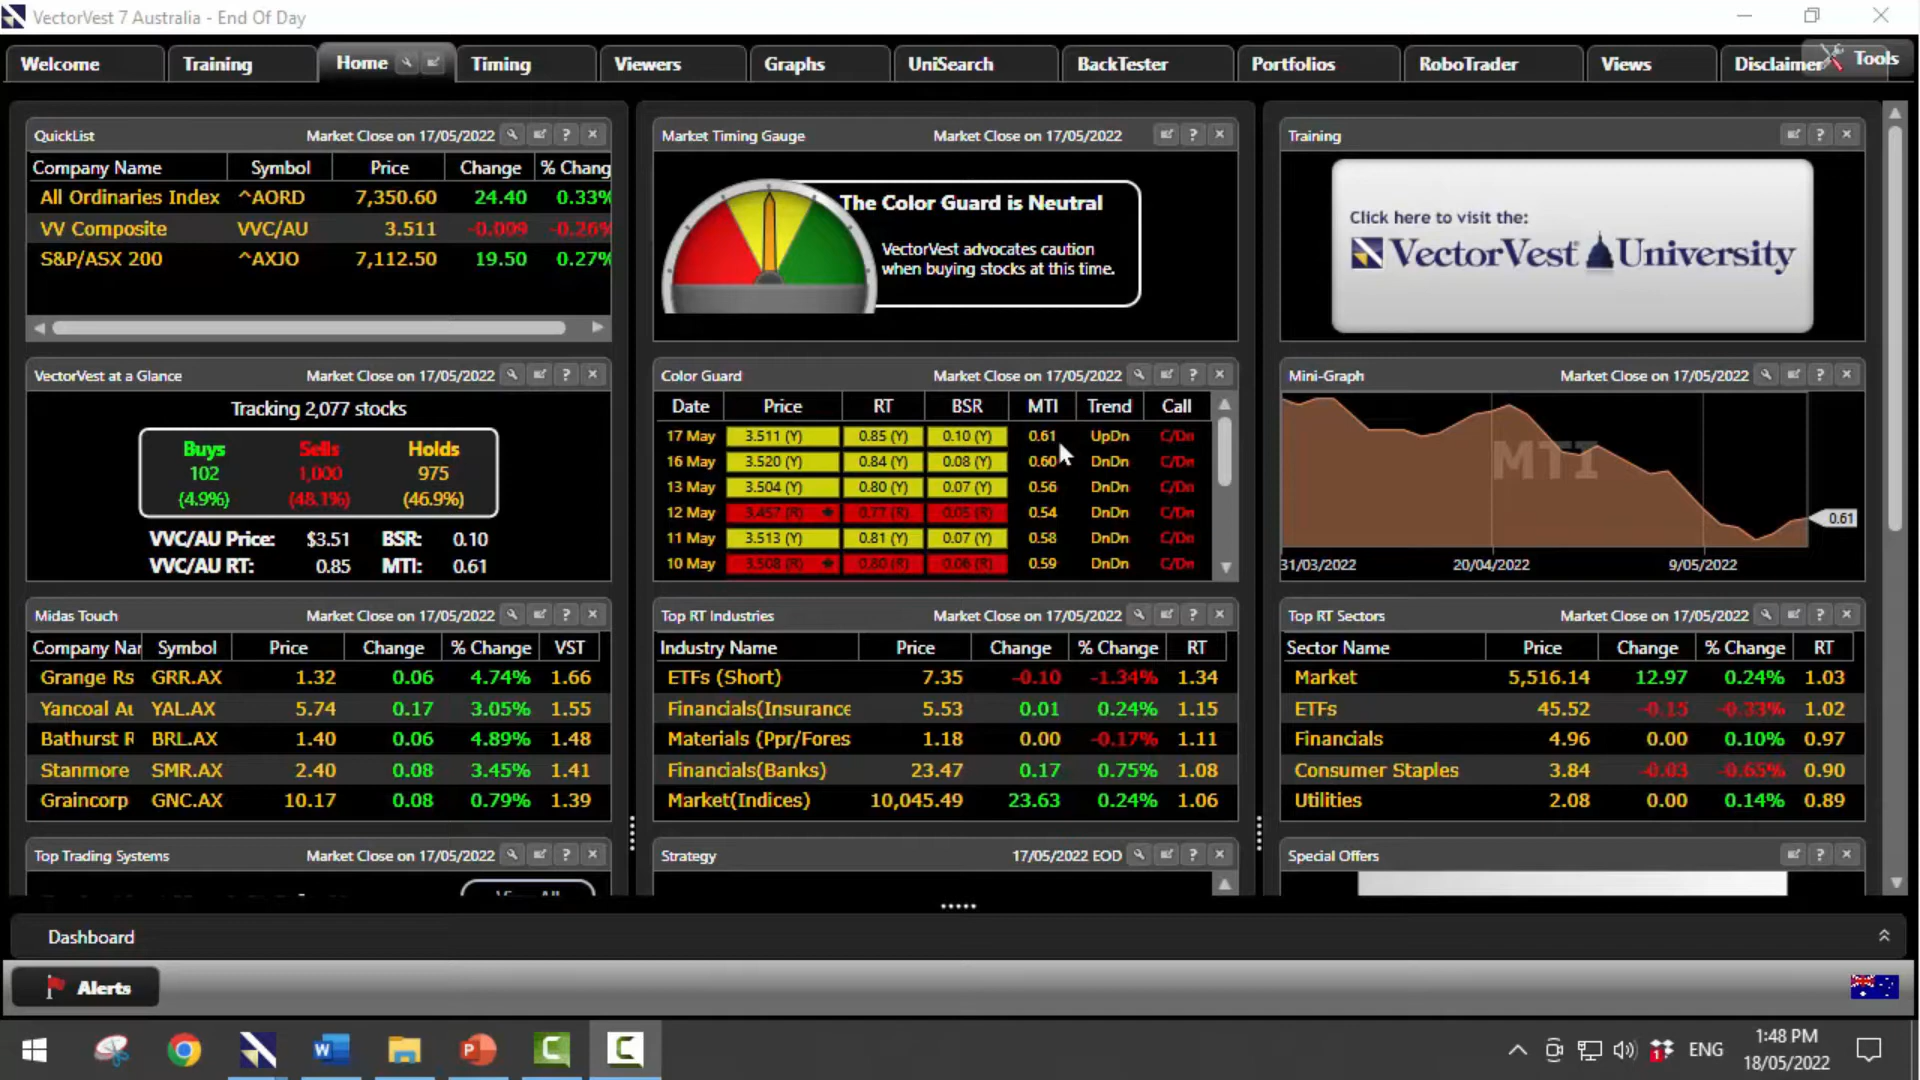 VectorVest 7 Australia - End Of Day
Welcome Training Home Timing Viewers Graphs UniSearch BackTester Portfolios RoboTrader Views Disclaimer Tools
QuickList Market Close on 17/05/2022
Company Name Symbol Price Change % Chang
All Ordinaries Index ^AORD 7,350.60 24.40 0.33%
VV Composite VVC/AU 3.511 -0.009 -0.26%
S&P/ASX 200 ^AXJO 7,112.50 19.50 0.27%
Market Timing Gauge Market Close on 17/05/2022
The Color Guard is Neutral
VectorVest advocates caution
when buying stocks at this time.
Training
Click here to visit the:
VectorVest University
VectorVest at a Glance Market Close on 17/05/2022
Tracking 2,077 stocks
Buys Sells Holds
102 1,000 975
(4.9%) (48.1%) (46.9%)
VVC/AU Price: $3.51 BSR: 0.10
VVC/AU RT: 0.85 MTI: 0.61
Color Guard Market Close on 17/05/2022
Date Price RT BSR MTI Trend Call
17 May 3.511 (Y) 0.85 (Y) 0.10 (Y) 0.61 UpDn C/Dn
16 May 3.520 (Y) 0.84 (Y) 0.08 (Y) 0.60 DnDn C/Dn
13 May 3.504 (Y) 0.80 (Y) 0.07 (Y) 0.56 DnDn C/Dn
12 May 3.457 (R) 0.77 (R) 0.05 (R) 0.54 DnDn C/Dn
11 May 3.513 (Y) 0.81 (Y) 0.07 (Y) 0.58 DnDn C/Dn
10 May 3.508 (R) 0.80 (R) 0.06 (R) 0.59 DnDn C/Dn
Mini-Graph Market Close on 17/05/2022
MTI
0.61
31/03/2022 20/04/2022 9/05/2022
Midas Touch Market Close on 17/05/2022
Company Nar Symbol Price Change % Change VST
Grange Rs GRR.AX 1.32 0.06 4.74% 1.66
Yancoal Au YAL.AX 5.74 0.17 3.05% 1.55
Bathurst R BRL.AX 1.40 0.06 4.89% 1.48
Stanmore SMR.AX 2.40 0.08 3.45% 1.41
Graincorp GNC.AX 10.17 0.08 0.79% 1.39
Top RT Industries Market Close on 17/05/2022
Industry Name Price Change % Change RT
ETFs (Short) 7.35 -0.10 -1.34% 1.34
Financials(Insurance 5.53 0.01 0.24% 1.15
Materials (Ppr/Fores 1.18 0.00 -0.17% 1.11
Financials(Banks) 23.47 0.17 0.75% 1.08
Market(Indices) 10,045.49 23.63 0.24% 1.06
Top RT Sectors Market Close on 17/05/2022
Sector Name Price Change % Change RT
Market 5,516.14 12.97 0.24% 1.03
ETFs 45.52 -0.15 -0.33% 1.02
Financials 4.96 0.00 0.10% 0.97
Consumer Staples 3.84 -0.03 -0.65% 0.90
Utilities 2.08 0.00 0.14% 0.89
Top Trading Systems Market Close on 17/05/2022
View All
Strategy 17/05/2022 EOD
Special Offers
Dashboard
Alerts
ENG
1:48 PM
18/05/2022